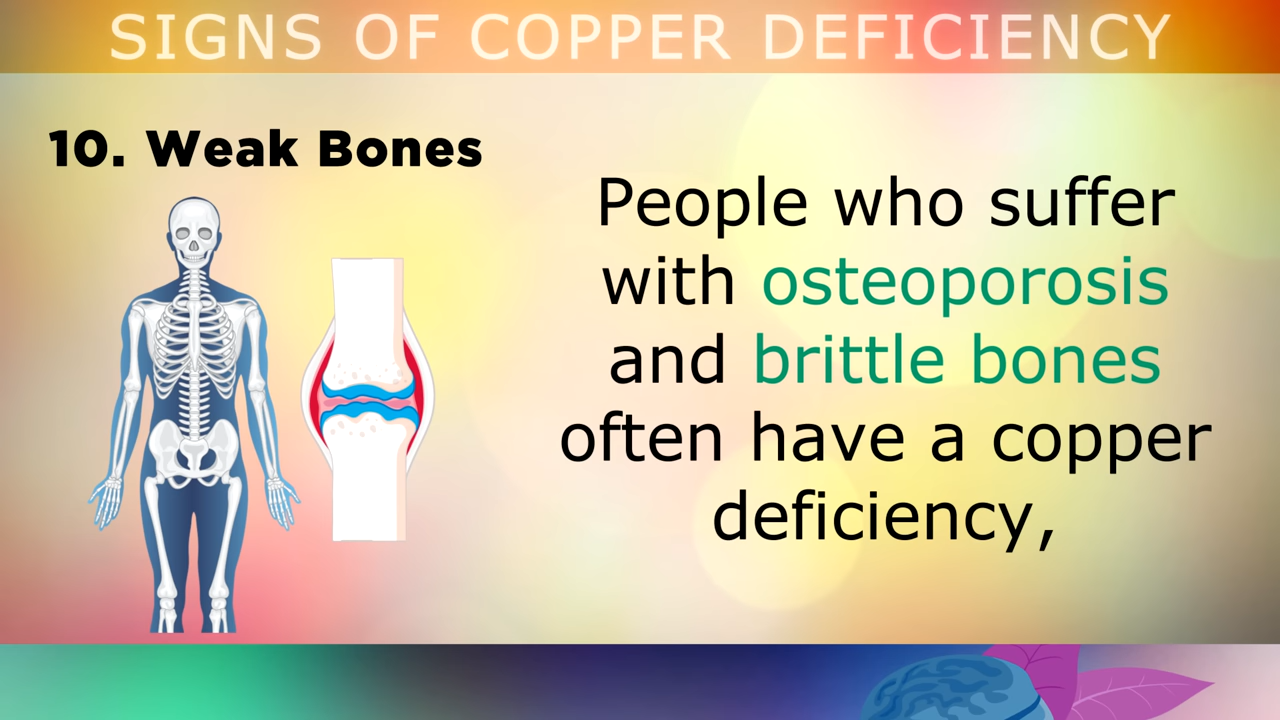 SIGNS OF COPPER DEFICIENCY
10. Weak Bones
People who suffer
with osteoporosis
and brittle bones
often have a copper
deficiency,